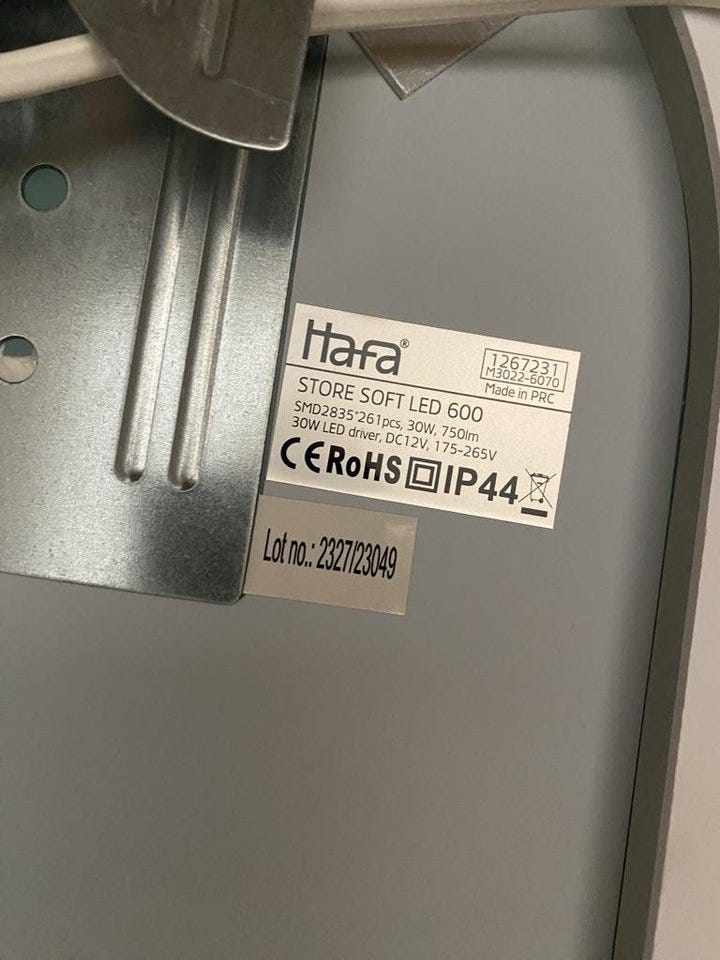 Hafa®
1267231
M3022-6070
Made in PRC
STORE SOFT LED 600
SMD2835*261pcs, 30W, 750lm
30W LED driver, DC12V, 175-265V
CE RoHS IP44
Lot no.: 2327/23049